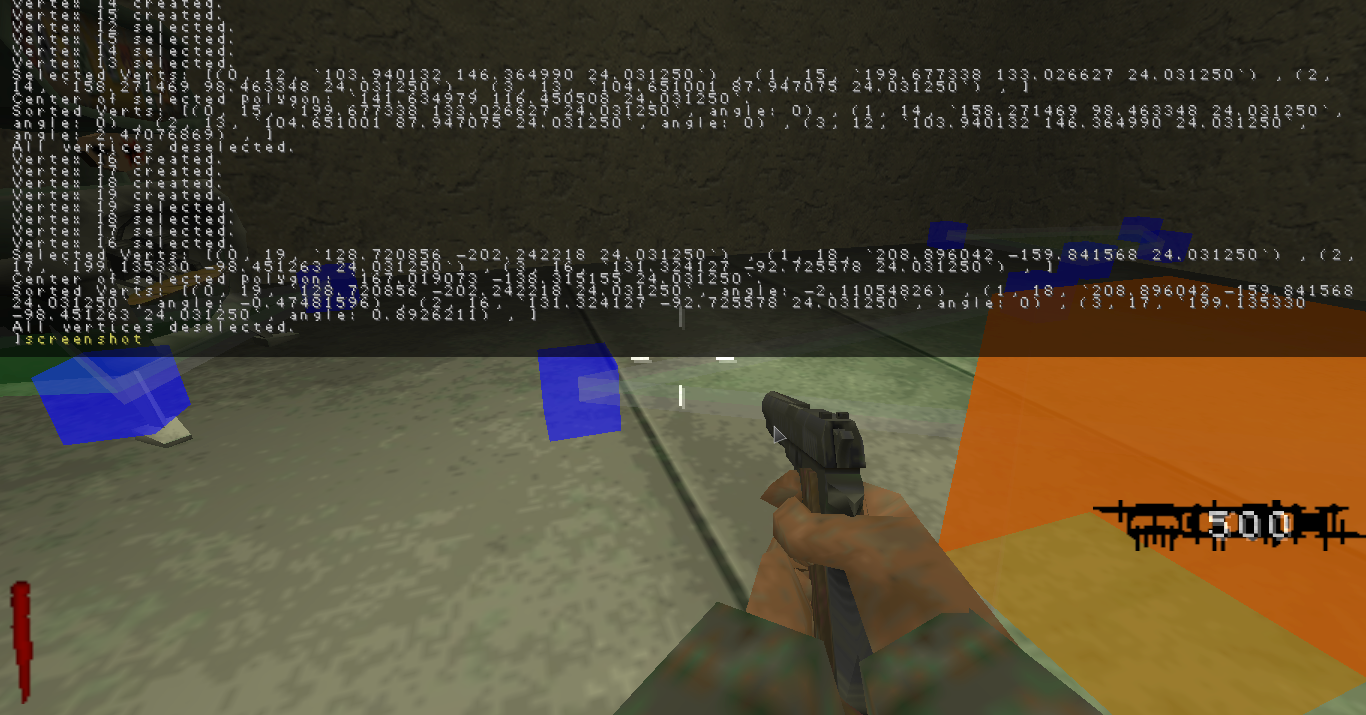 Vertex 14 created.
Vertex 15 created.
Vertex 12 selected.
Vertex 15 selected.
Vertex 14 selected.
Vertex 13 selected.
Selected Verts: [(0, 12, `103.940132 146.364990 24.031250`) , (1, 15, `199.677338 133.026627 24.031250`) , (2,
14, `158.271469 98.463348 24.031250`) , (3, 13, `104.651001 87.947075 24.031250`) , ]
Center of selected polygon: `141.634979 116.450508 24.031250`
Sorted Verts: [(0, 15, 133.026627 24.031250`, angle: 0) , (1, 14, `158.271469 98.463348 24.031250`,
angle: 0) , (2, 13, `104.651001 87.947075 24.031250`, angle: 0) , (3, 12, `103.940132 146.364990 24.031250`,
angle: 2.47076869) , ]
All vertices deselected.
Vertex 16 created.
Vertex 17 created.
Vertex 18 created.
Vertex 19 created.
Vertex 19 selected.
Vertex 18 selected.
Vertex 17 selected.
Vertex 16 selected.
Selected Verts: [(0, 19, `128.720856 -202.242218 24.031250`) , (1, 18, `208.896042 -159.841568 24.031250`) , (2,
17, `199.135330 -98.451263 24.031250`) , (3, 16, `131.324127 -92.725578 24.031250`) , ]
Center of selected polygon: `167.019073 24.031250`
Sorted Verts: [(0, 19, `128.720856 -202.242218 24.031250`, angle: -2.11054826) , (1, 18, `208.896042 -159.841568
24.031250`, angle: -0.47481596) , (2, 16, `131.324127 -92.725578 24.031250`, angle: 0) , (3, 17, `199.135330
-98.451263 24.031250`, angle: 0.8926211) , ]
All vertices deselected.
]screenshot
500